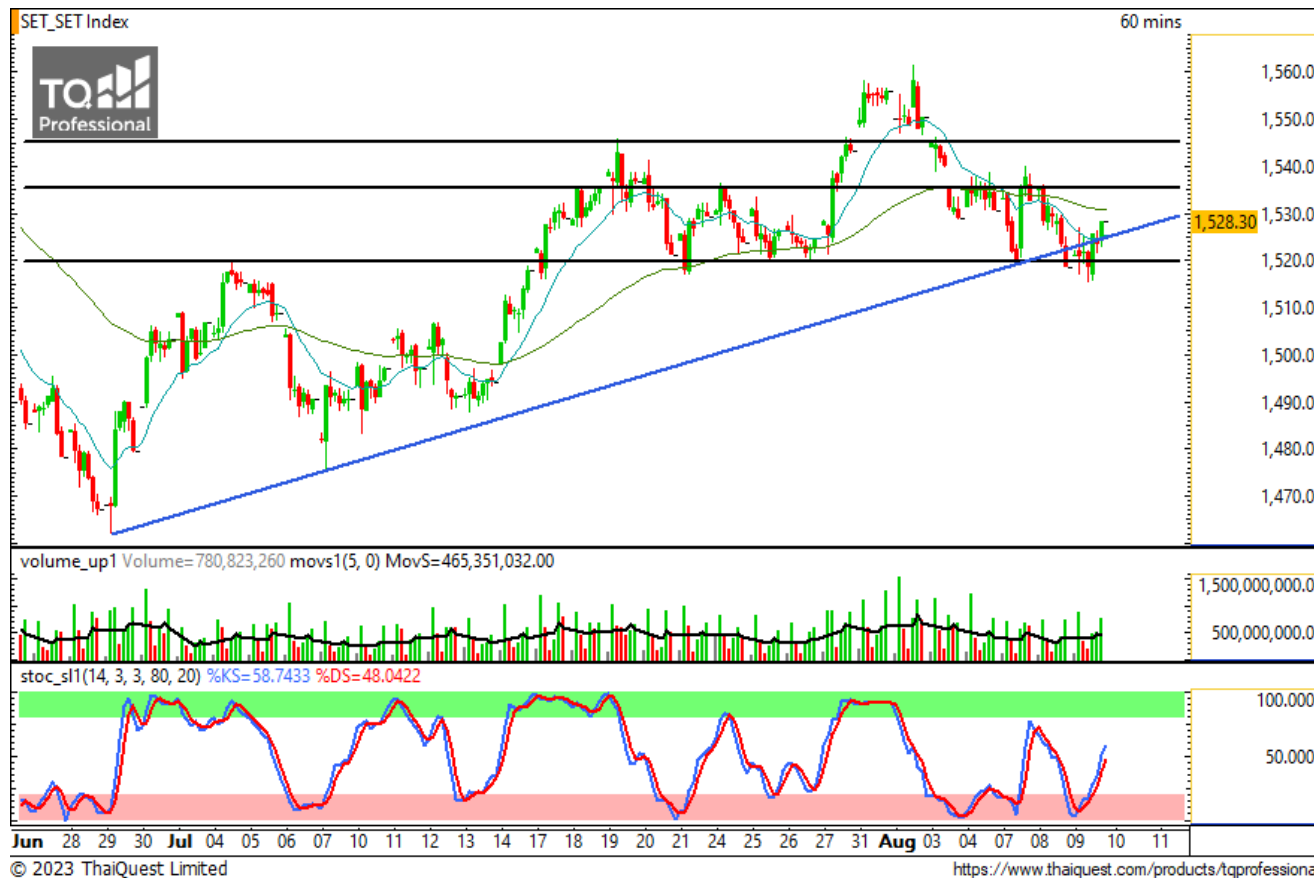 SET_SET Index 60 mins
TQ
Professional
1,560.0
1,550.0
1,540.0
1,530.0
1,528.30
1,520.0
1,510.0
1,500.0
1,490.0
1,480.0
1,470.0
volume_up1 Volume=780,823,260 movs1(5, 0) MovS=465,351,032.00
1,500,000,000.0
500,000,000.0
stoc_sl1(14, 3, 3, 80, 20) %KS=58.7433 %DS=48.0422
100.000
50.000
Jun 28 29 30 Jul 04 05 06 07 10 11 12 13 14 17 18 19 20 21 24 25 26 27 31 Aug 03 04 07 08 09 10 11
© 2023 ThaiQuest Limited https://www.thaiquest.com/products/tqprofessional